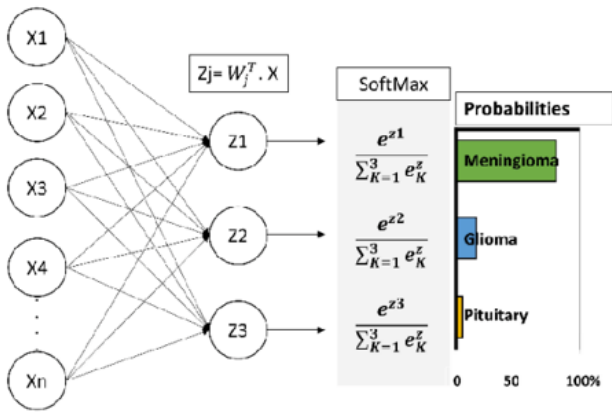 X1
X2
X3
X4
Xn
Zj= W_j^T . X
Z1
Z2
Z3
SoftMax
e^{z1} / ∑_{K=1}^{3} e_K^z
e^{z2} / ∑_{K=1}^{3} e_K^z
e^{z3} / ∑_{K=1}^{3} e_K^z
Probabilities
Meningioma
Glioma
Pituitary
0 50 100%